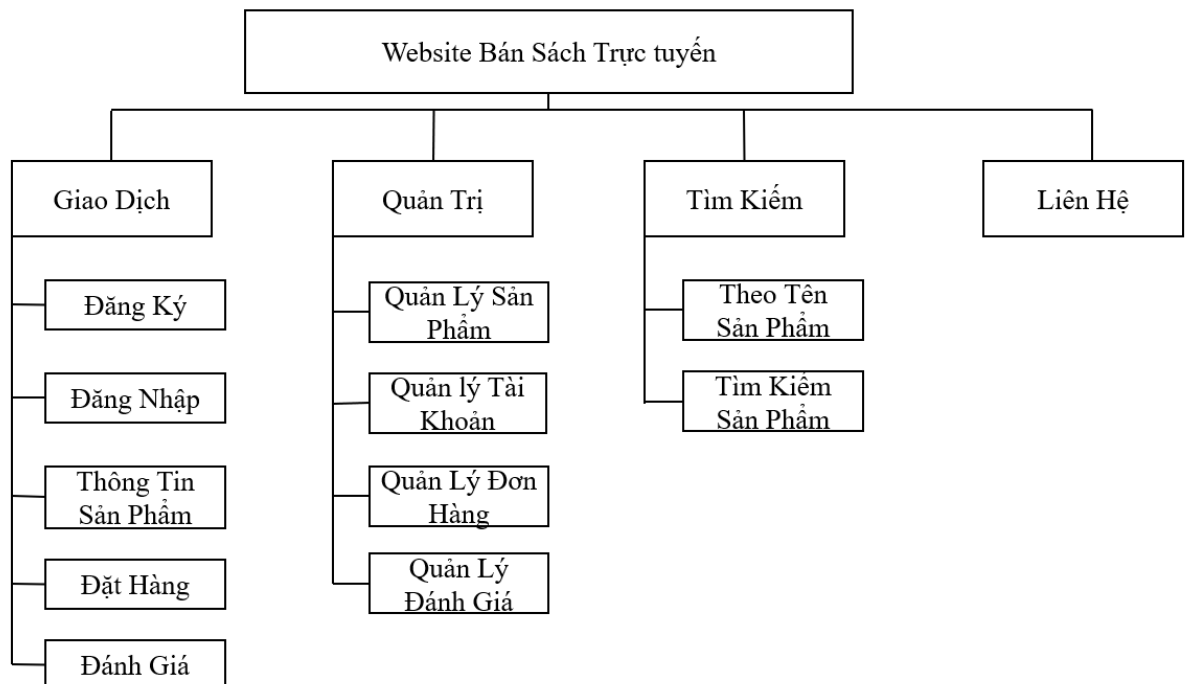 Website Bán Sách Trực tuyến
Giao Dịch
Quản Trị
Tìm Kiếm
Liên Hệ
Đăng Ký
Đăng Nhập
Thông Tin
Sản Phẩm
Đặt Hàng
Đánh Giá
Quản Lý Sản
Phẩm
Quản lý Tài
Khoản
Quản Lý Đơn
Hàng
Quản Lý
Đánh Giá
Theo Tên
Sản Phẩm
Tìm Kiếm
Sản Phẩm